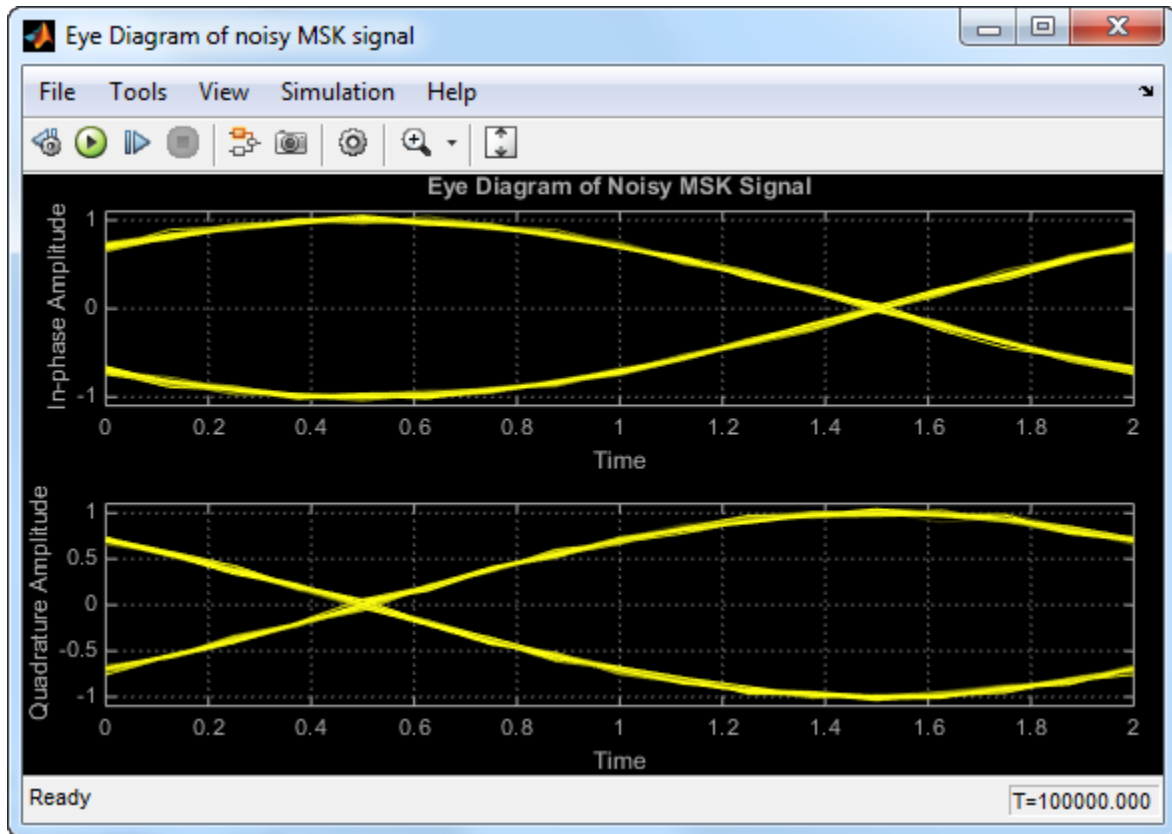 Eye Diagram of noisy MSK signal
File Tools View Simulation Help
Eye Diagram of Noisy MSK Signal
In-phase Amplitude
1
0
-1
0 0.2 0.4 0.6 0.8 1 1.2 1.4 1.6 1.8 2
Time
Quadrature Amplitude
1
0.5
0
-0.5
-1
0 0.2 0.4 0.6 0.8 1 1.2 1.4 1.6 1.8 2
Time
Ready T=100000.000